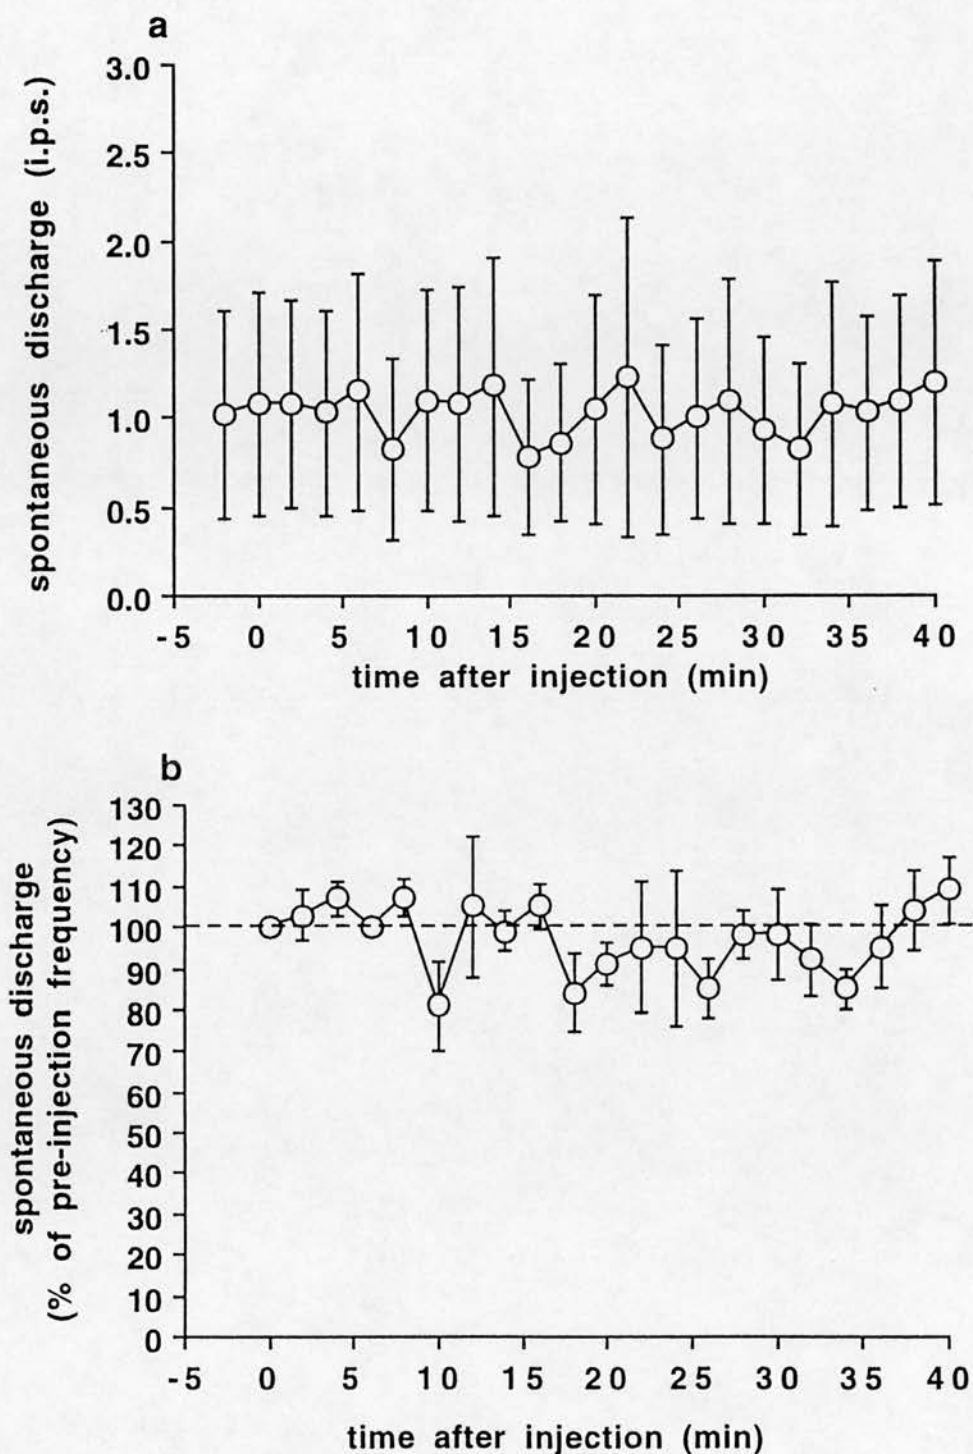 a
spontaneous discharge (i.p.s.)
3.0
2.5
2.0
1.5
1.0
0.5
0.0
-5 0 5 10 15 20 25 30 35 40
time after injection (min)
b
spontaneous discharge
(% of pre-injection frequency)
130
120
110
100
90
80
70
60
50
40
30
20
10
0
-5 0 5 10 15 20 25 30 35 40
time after injection (min)